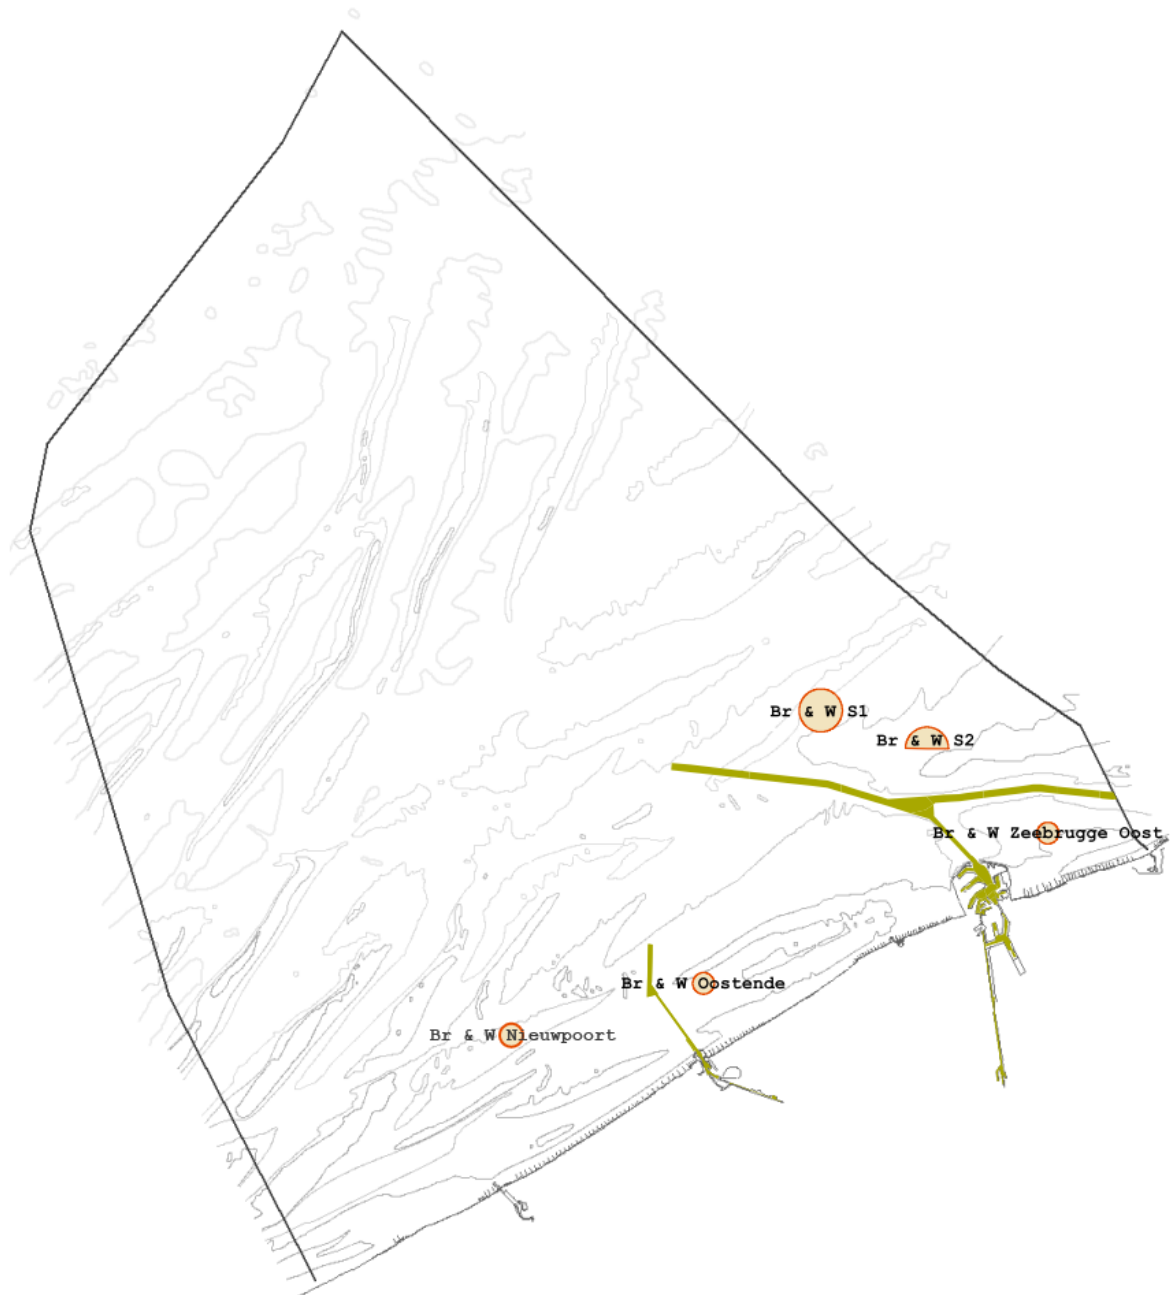 Br & W S1
Br & W S2
Br & W Zeebrugge Oost
Br & W Oostende
Br & W Nieuwpoort